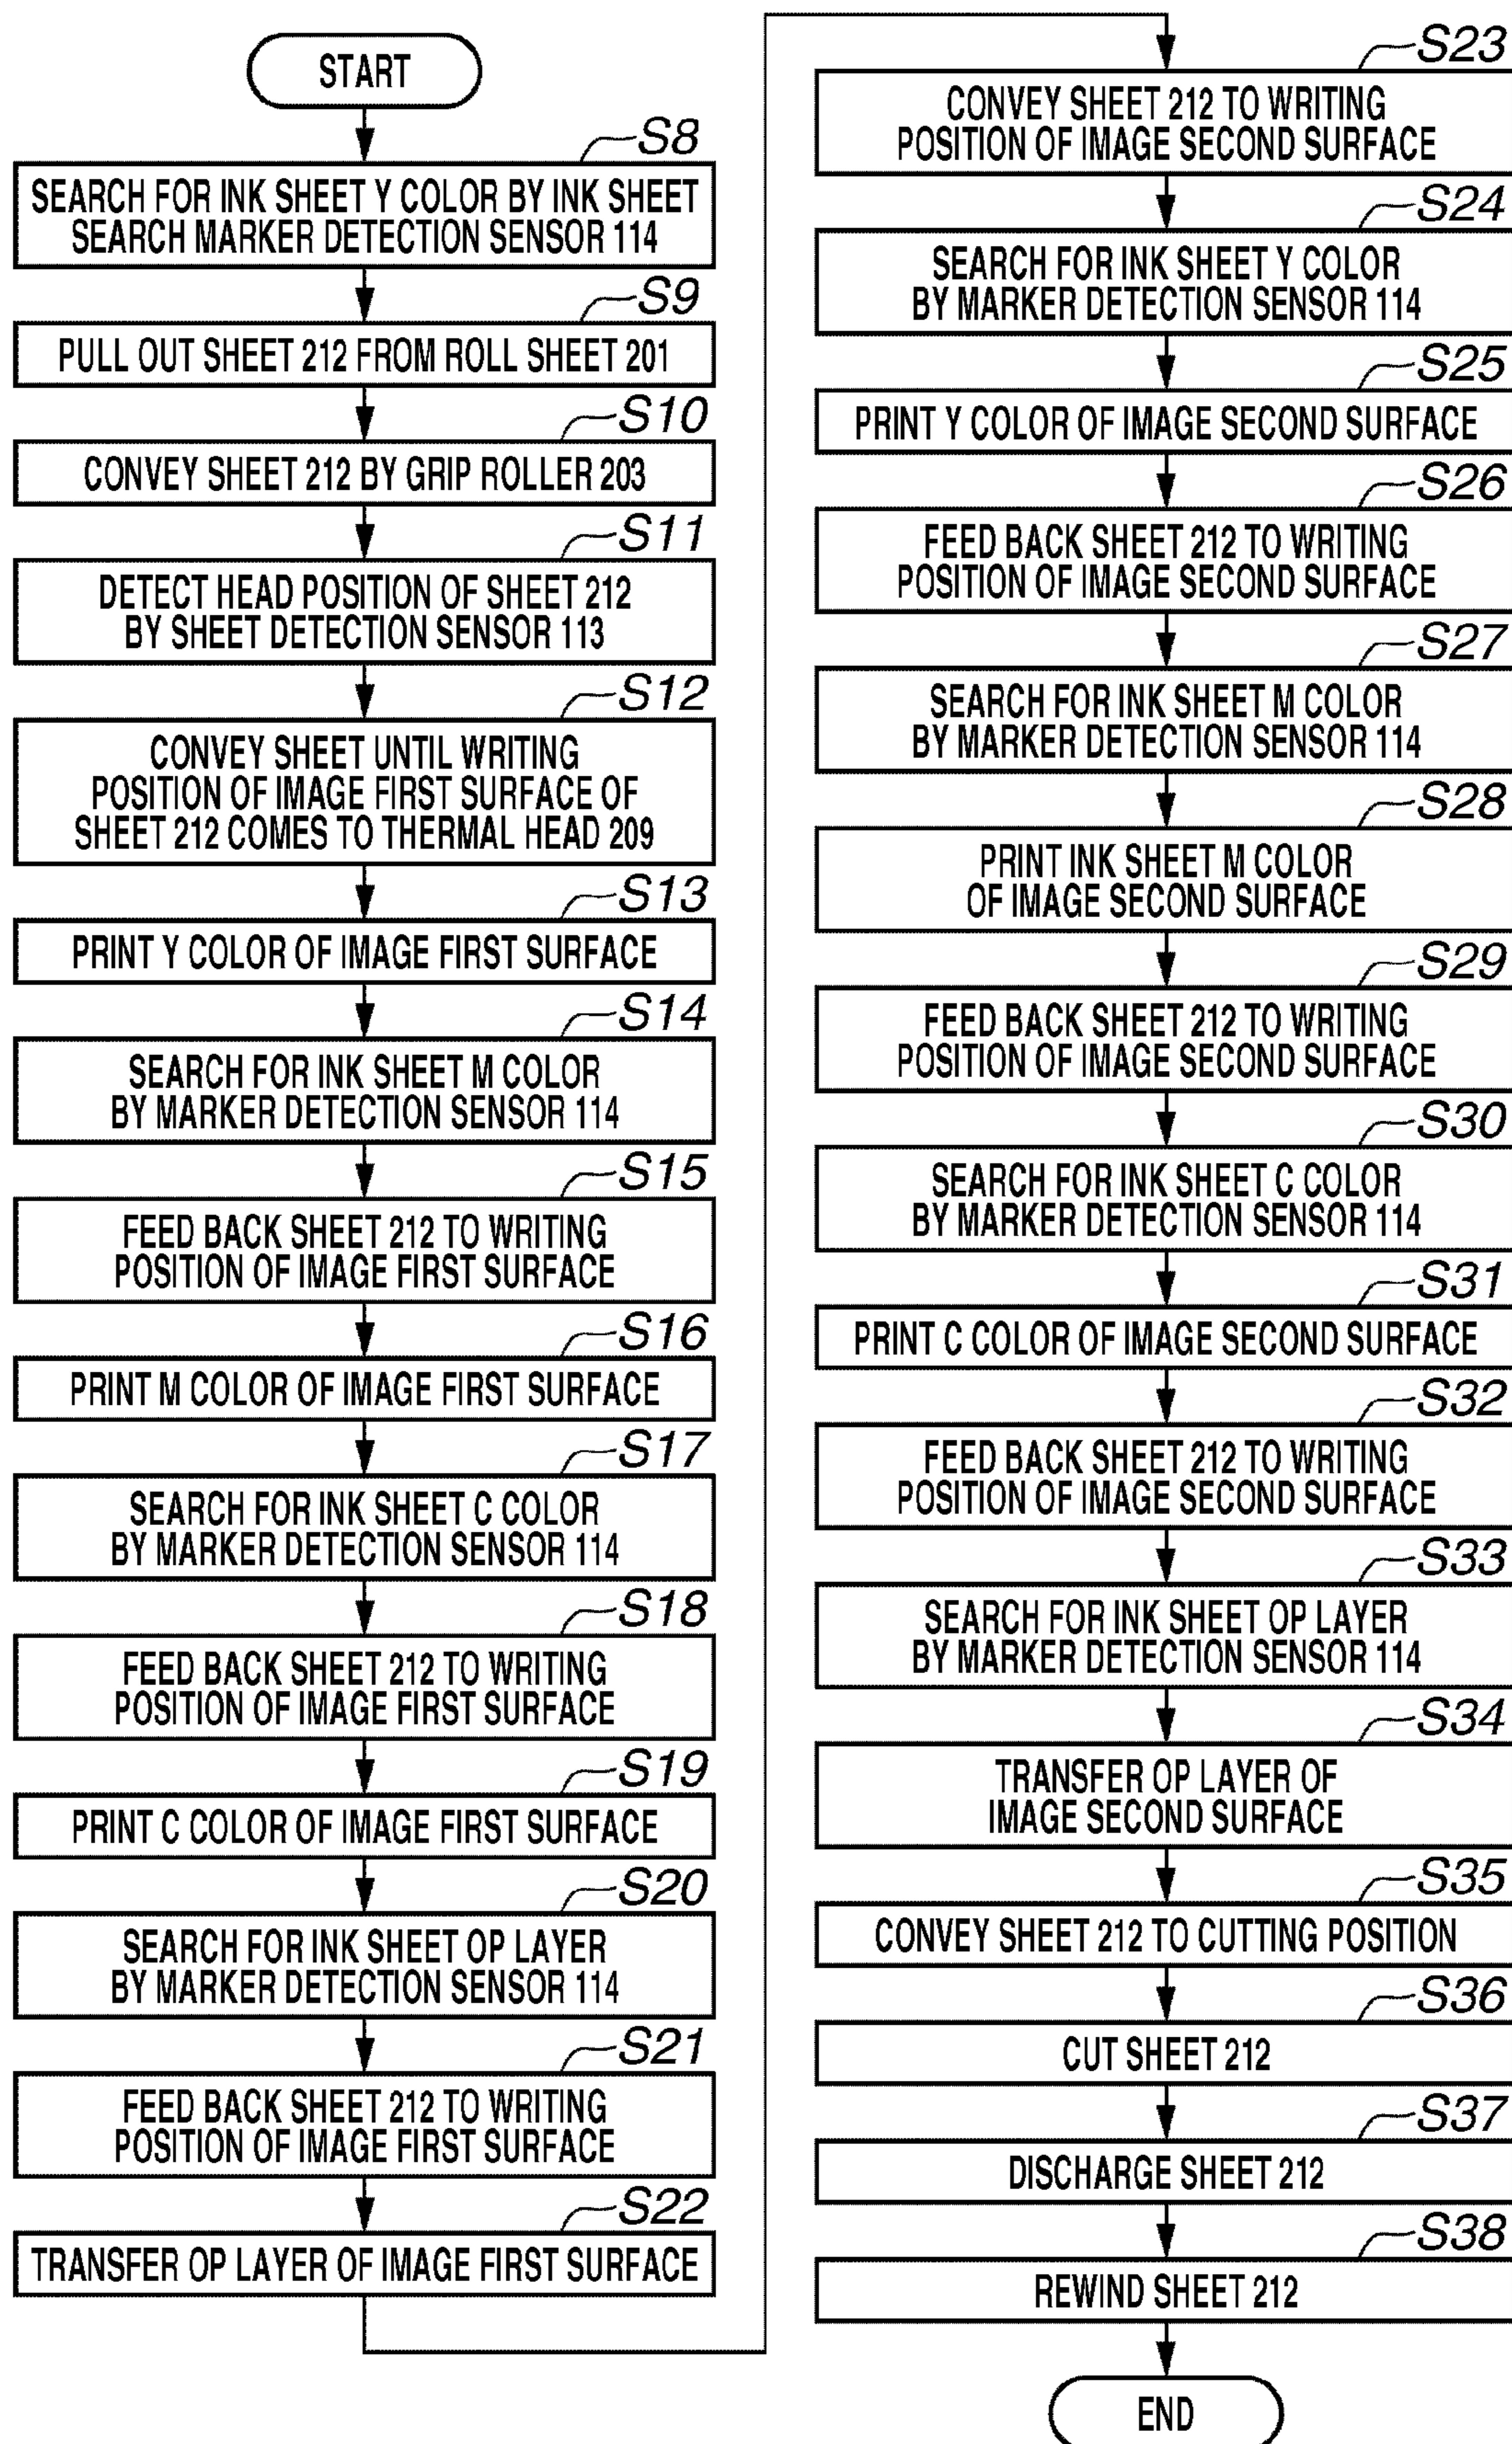 START
S8
SEARCH FOR INK SHEET Y COLOR BY INK SHEET
SEARCH MARKER DETECTION SENSOR 114
S9
PULL OUT SHEET 212 FROM ROLL SHEET 201
S10
CONVEY SHEET 212 BY GRIP ROLLER 203
S11
DETECT HEAD POSITION OF SHEET 212
BY SHEET DETECTION SENSOR 113
S12
CONVEY SHEET UNTIL WRITING
POSITION OF IMAGE FIRST SURFACE OF
SHEET 212 COMES TO THERMAL HEAD 209
S13
PRINT Y COLOR OF IMAGE FIRST SURFACE
S14
SEARCH FOR INK SHEET M COLOR
BY MARKER DETECTION SENSOR 114
S15
FEED BACK SHEET 212 TO WRITING
POSITION OF IMAGE FIRST SURFACE
S16
PRINT M COLOR OF IMAGE FIRST SURFACE
S17
SEARCH FOR INK SHEET C COLOR
BY MARKER DETECTION SENSOR 114
S18
FEED BACK SHEET 212 TO WRITING
POSITION OF IMAGE FIRST SURFACE
S19
PRINT C COLOR OF IMAGE FIRST SURFACE
S20
SEARCH FOR INK SHEET OP LAYER
BY MARKER DETECTION SENSOR 114
S21
FEED BACK SHEET 212 TO WRITING
POSITION OF IMAGE FIRST SURFACE
S22
TRANSFER OP LAYER OF IMAGE FIRST SURFACE
S23
CONVEY SHEET 212 TO WRITING
POSITION OF IMAGE SECOND SURFACE
S24
SEARCH FOR INK SHEET Y COLOR
BY MARKER DETECTION SENSOR 114
S25
PRINT Y COLOR OF IMAGE SECOND SURFACE
S26
FEED BACK SHEET 212 TO WRITING
POSITION OF IMAGE SECOND SURFACE
S27
SEARCH FOR INK SHEET M COLOR
BY MARKER DETECTION SENSOR 114
S28
PRINT INK SHEET M COLOR
OF IMAGE SECOND SURFACE
S29
FEED BACK SHEET 212 TO WRITING
POSITION OF IMAGE SECOND SURFACE
S30
SEARCH FOR INK SHEET C COLOR
BY MARKER DETECTION SENSOR 114
S31
PRINT C COLOR OF IMAGE SECOND SURFACE
S32
FEED BACK SHEET 212 TO WRITING
POSITION OF IMAGE SECOND SURFACE
S33
SEARCH FOR INK SHEET OP LAYER
BY MARKER DETECTION SENSOR 114
S34
TRANSFER OP LAYER OF
IMAGE SECOND SURFACE
S35
CONVEY SHEET 212 TO CUTTING POSITION
S36
CUT SHEET 212
S37
DISCHARGE SHEET 212
S38
REWIND SHEET 212
END